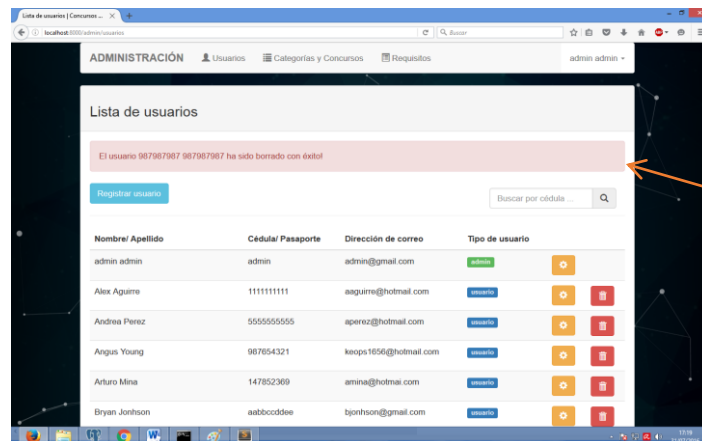 Lista de usuarios | Concursos ...
localhost:8000/admin/usuarios
Buscar
ADMINISTRACIÓN Usuarios Categorías y Concursos Requisitos admin admin
Lista de usuarios
El usuario 987987987 987987987 ha sido borrado con éxito!
Registrar usuario
Buscar por cédula ...
Nombre/ Apellido Cédula/ Pasaporte Dirección de correo Tipo de usuario
admin admin admin admin@gmail.com admin
Alex Aguirre 1111111111 aaguirre@hotmail.com usuario
Andrea Perez 5555555555 aperez@hotmail.com usuario
Angus Young 987654321 keops1656@hotmail.com usuario
Arturo Mina 147852369 amina@hotmai.com usuario
Bryan Jonhson aabbccddee bjonhson@gmail.com usuario
17:19